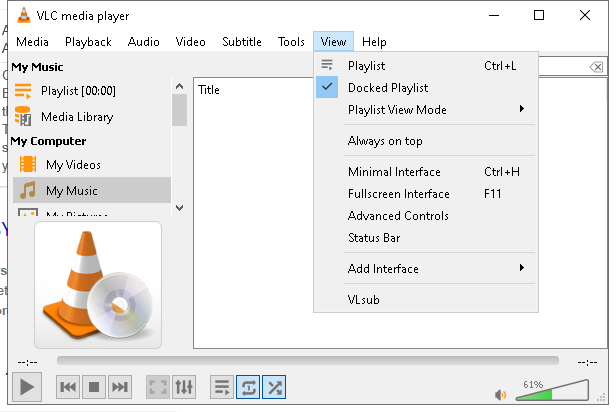 VLC media player
Media Playback Audio Video Subtitle Tools View Help
My Music
Playlist [00:00]
Media Library
My Computer
My Videos
My Music
My Pictures
Title
Playlist Ctrl+L
Docked Playlist
Playlist View Mode
Always on top
Minimal Interface Ctrl+H
Fullscreen Interface F11
Advanced Controls
Status Bar
Add Interface
VLsub
--:-- --:--
61%